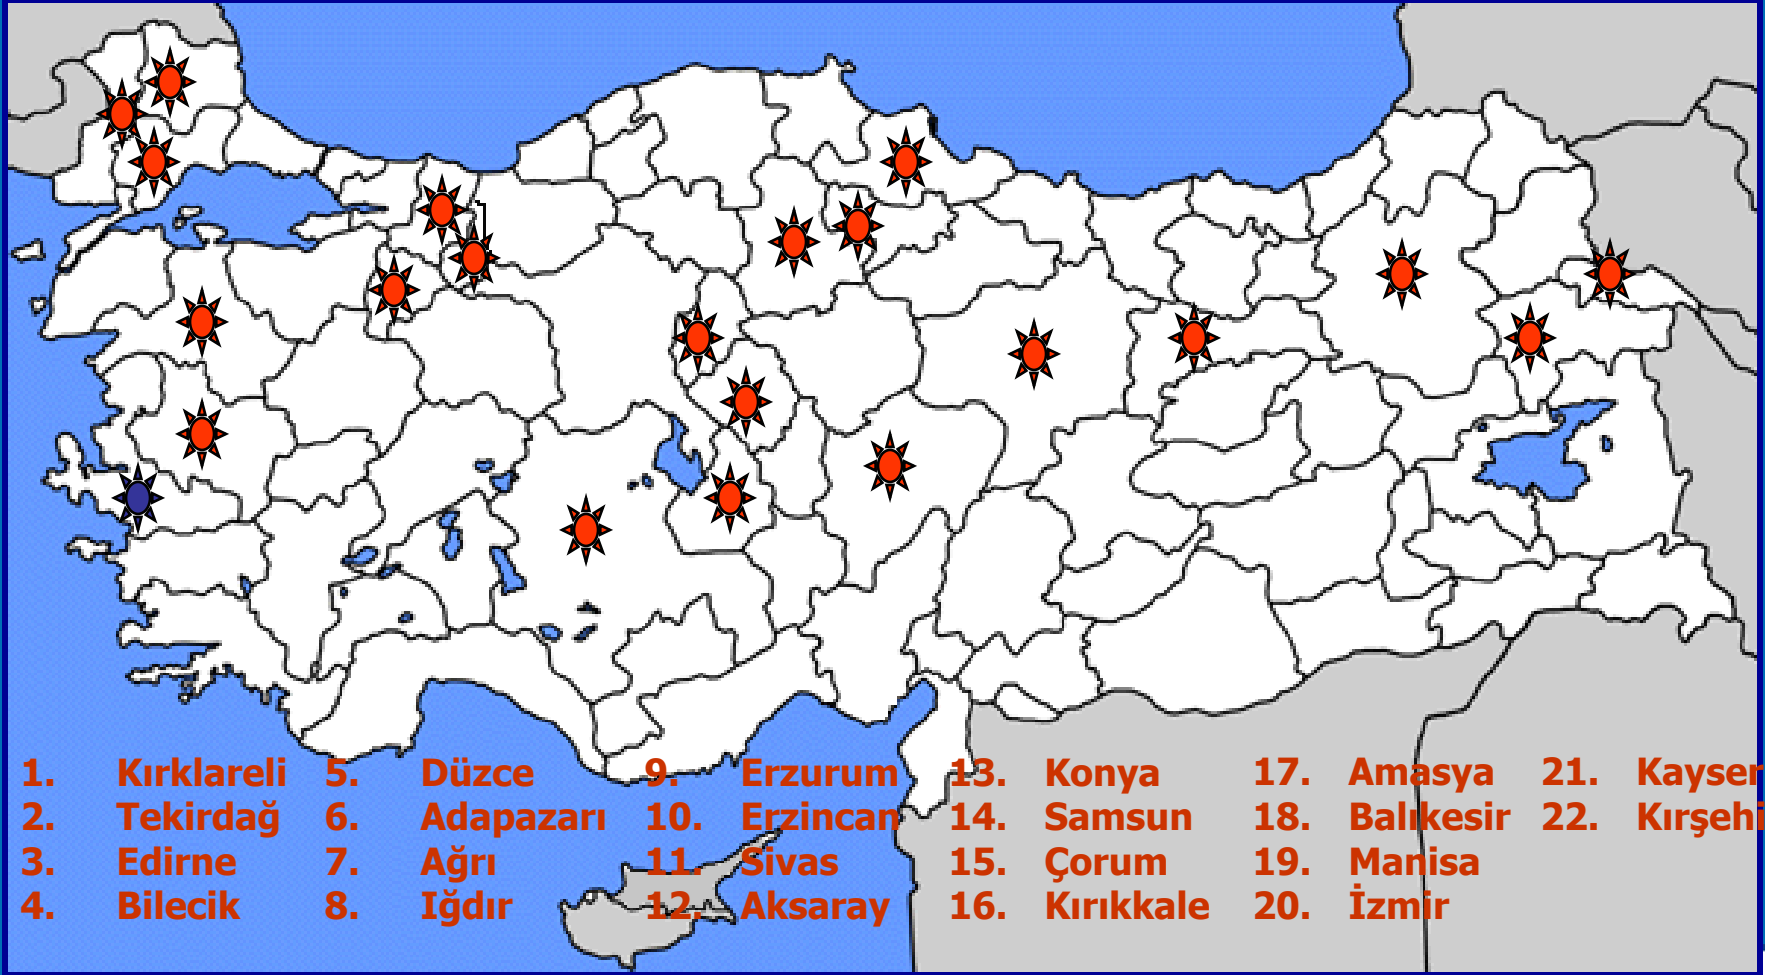 1. Kırklareli
2. Tekirdağ
3. Edirne
4. Bilecik
5. Düzce
6. Adapazarı
7. Ağrı
8. Iğdır
9. Erzurum
10. Erzincan
11. Sivas
12. Aksaray
13. Konya
14. Samsun
15. Çorum
16. Kırıkkale
17. Amasya
18. Balıkesir
19. Manisa
20. İzmir
21. Kayser
22. Kırşehi